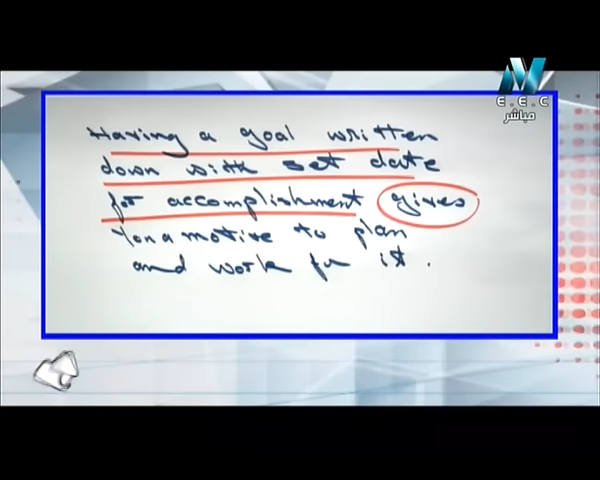 E.E.C
مباشر
Having a goal written
down with set date
for accomplishment gives
You a motive to plan
and work for it.